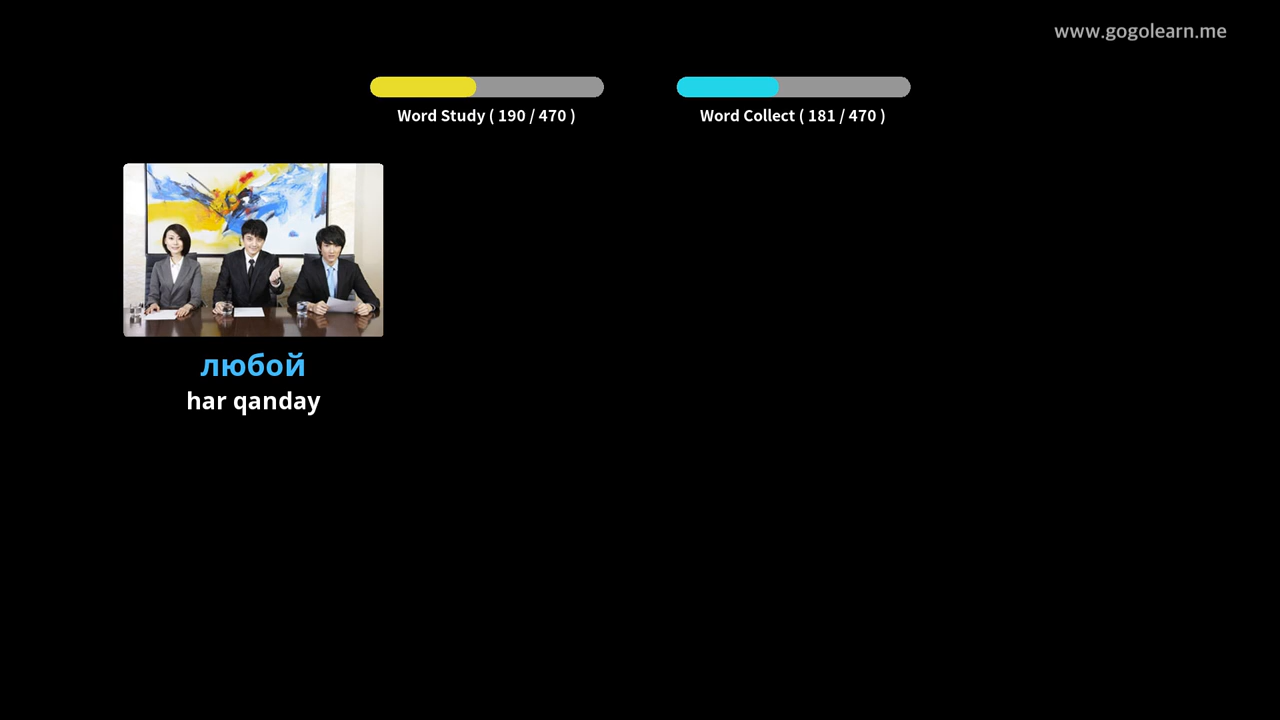 www.gogolearn.me
Word Study ( 190 / 470 )
Word Collect ( 181 / 470 )
любой
har qanday